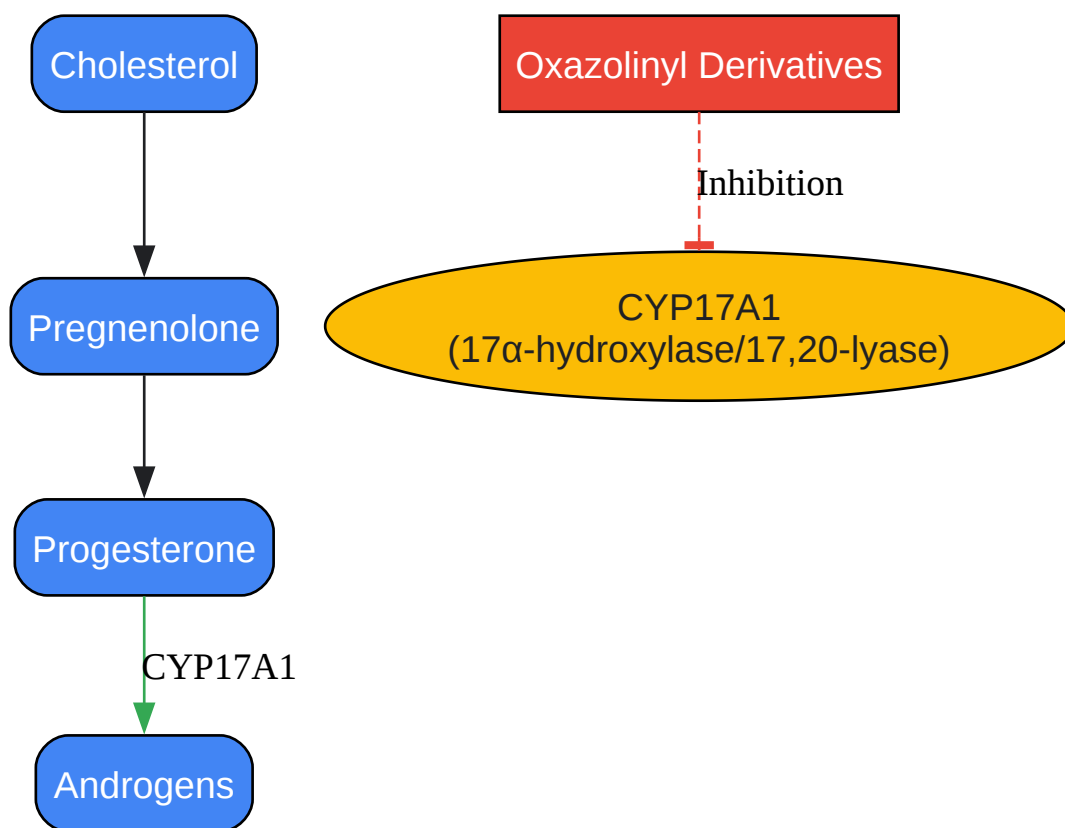 Cholesterol
Oxazolinyl Derivatives
Inhibition
Pregnenolone
CYP17A1
(17α-hydroxylase/17,20-lyase)
Progesterone
CYP17A1
Androgens